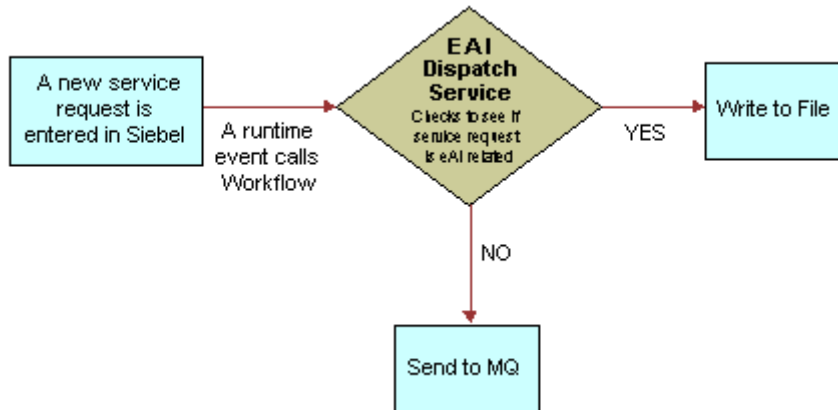 A new service
request is
entered in Siebel
A runtime
event calls
Workflow
EAI
Dispatch
Service
Checks to see if
service request
is eAI related
YES
Write to File
NO
Send to MQ